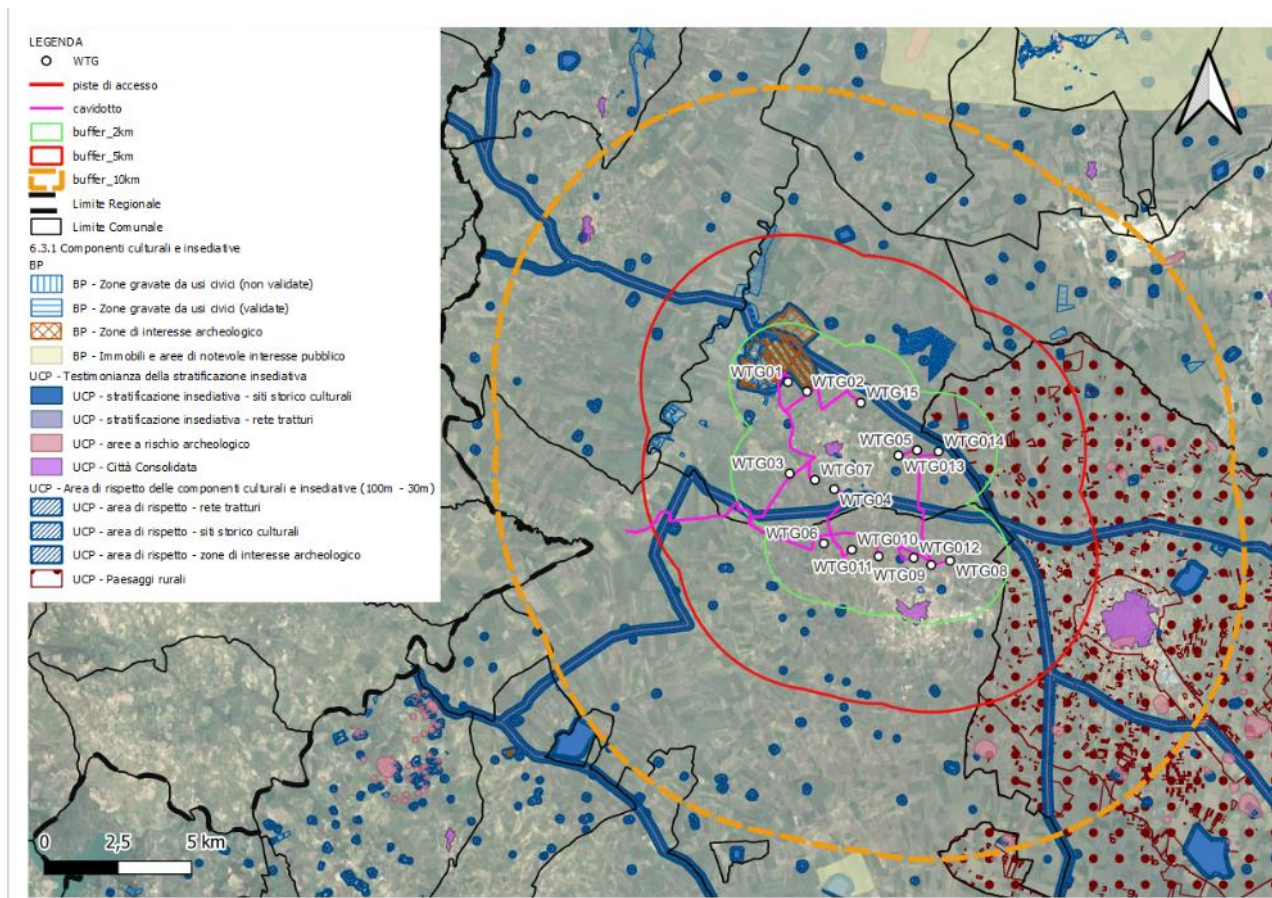 LEGENDA
WTG
piste di accesso
cavidotto
buffer_2km
buffer_5km
buffer_10km
Limite Regionale
Limite Comunale
6.3.1 Componenti culturali e insediative
BP
BP - Zone gravate da usi civici (non validate)
BP - Zone gravate da usi civici (validate)
BP - Zone di interesse archeologico
BP - Immobili e aree di notevole interesse pubblico
UCP - Testimonianza della stratificazione insediativa
UCP - stratificazione insediativa - siti storico culturali
UCP - stratificazione insediativa - rete tratturi
UCP - aree a rischio archeologico
UCP - Città Consolidata
UCP - Area di rispetto delle componenti culturali e insediative (100m - 30m)
UCP - area di rispetto - rete tratturi
UCP - area di rispetto - siti storico culturali
UCP - area di rispetto - zone di interesse archeologico
UCP - Paesaggi rurali
0 2,5 5 km
WTG01
WTG02
WTG15
WTG05
WTG014
WTG013
WTG03
WTG07
WTG04
WTG06
WTG010
WTG012
WTG011
WTG09
WTG08